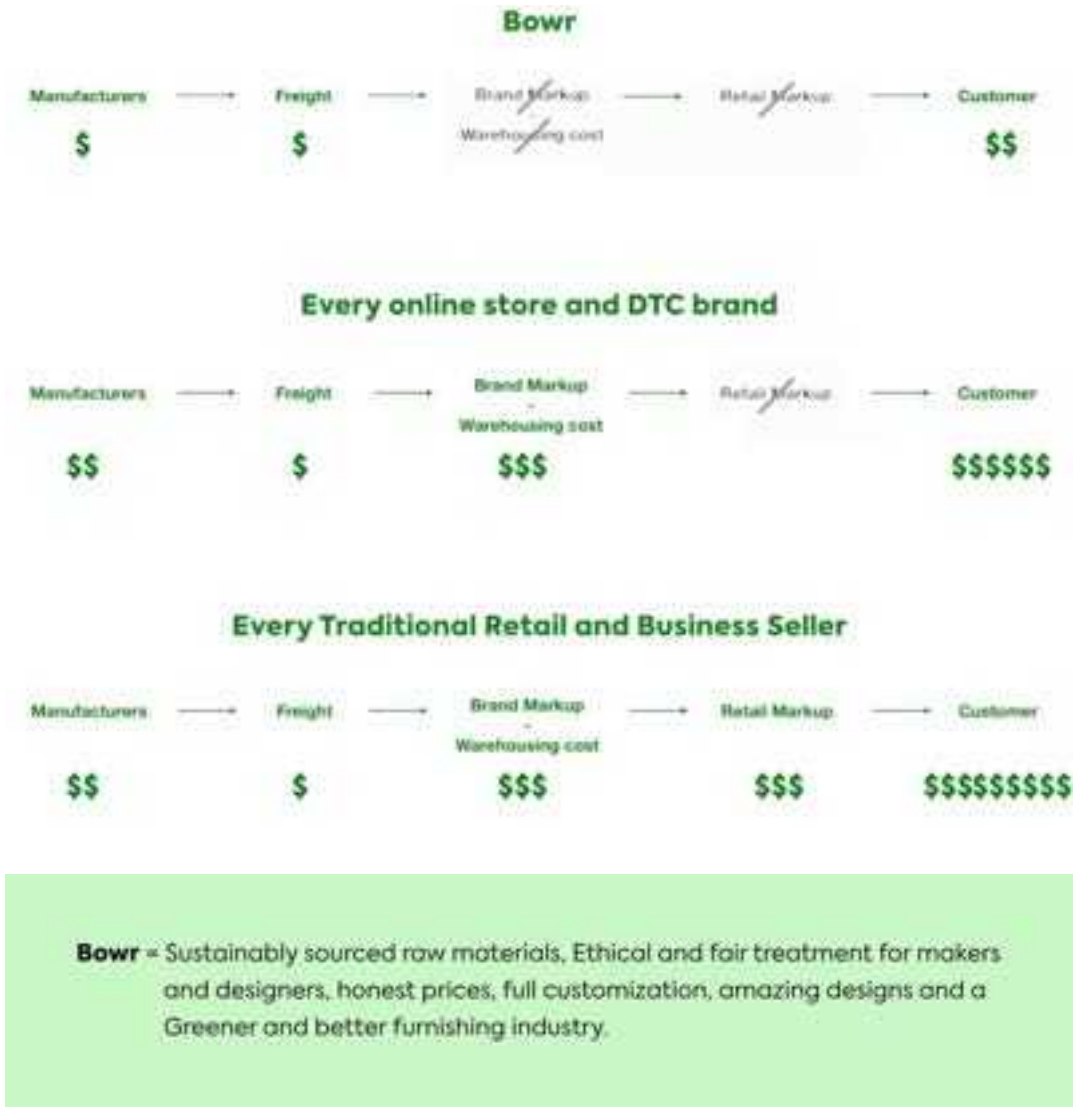 Bowr
Manufacturers → Freight → Brand Markup → Retail Markup → Customer
Warehousing cost
$ $ $$
Every online store and DTC brand
Manufacturers → Freight → Brand Markup → Retail Markup → Customer
Warehousing cost
$$ $ $$$ $$$$$$
Every Traditional Retail and Business Seller
Manufacturers → Freight → Brand Markup → Retail Markup → Customer
Warehousing cost
$$ $ $$$ $$$ $$$$$$$$$
Bowr = Sustainably sourced raw materials, Ethical and fair treatment for makers
and designers, honest prices, full customization, amazing designs and a
Greener and better furnishing industry.